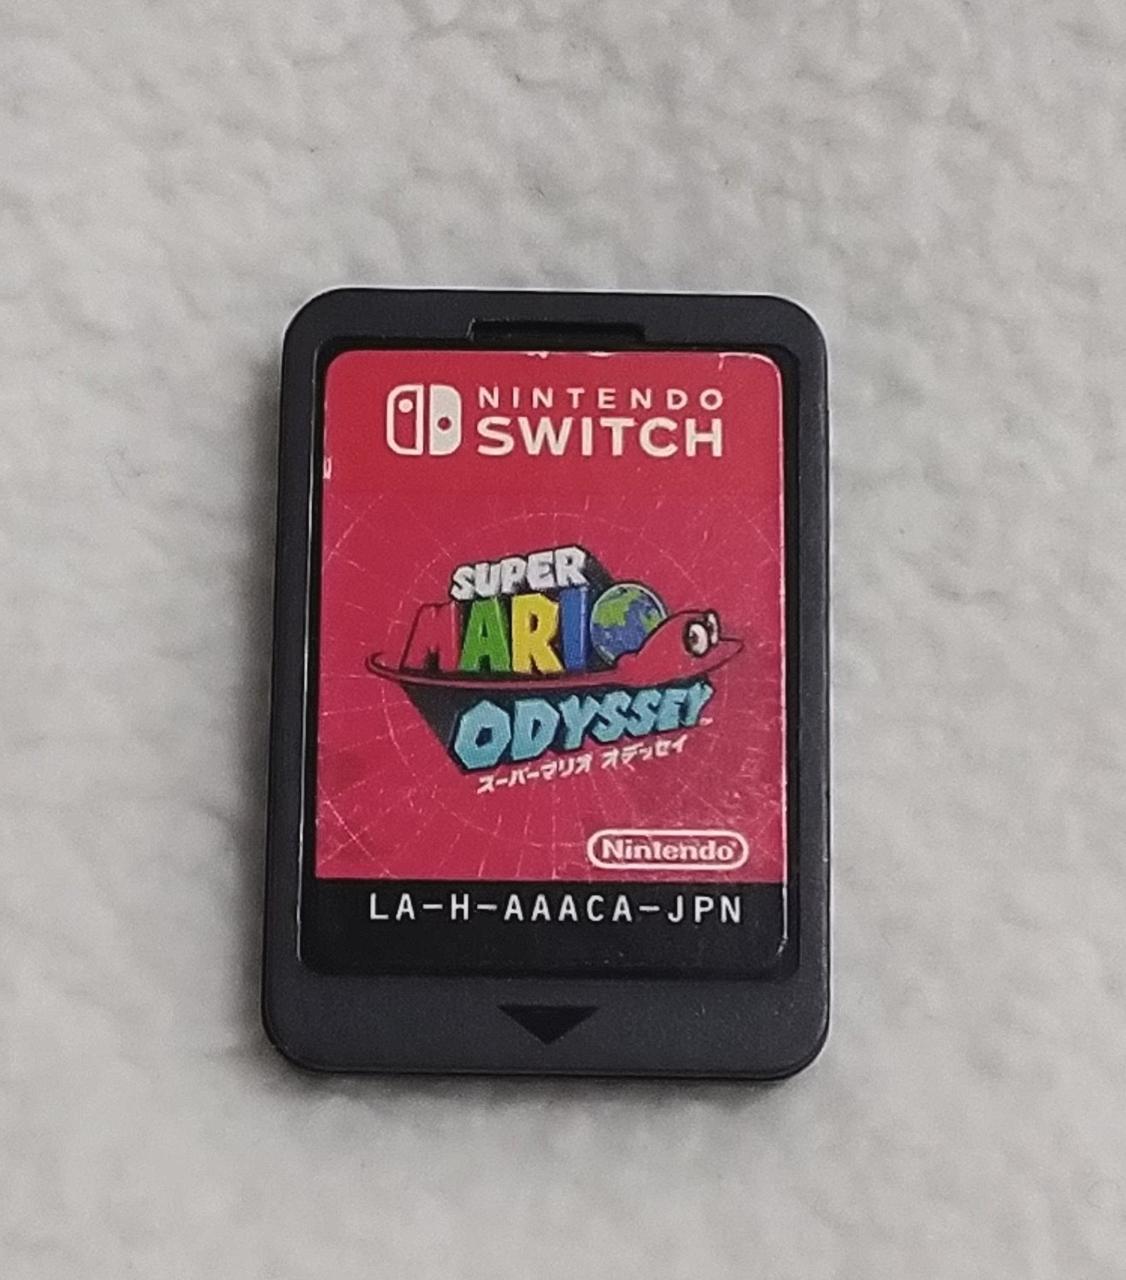 NINTENDO
SWITCH
SUPER
MARIO
ODYSSEY™
スーパーマリオ オデッセイ
Nintendo
LA-H-AAACA-JPN